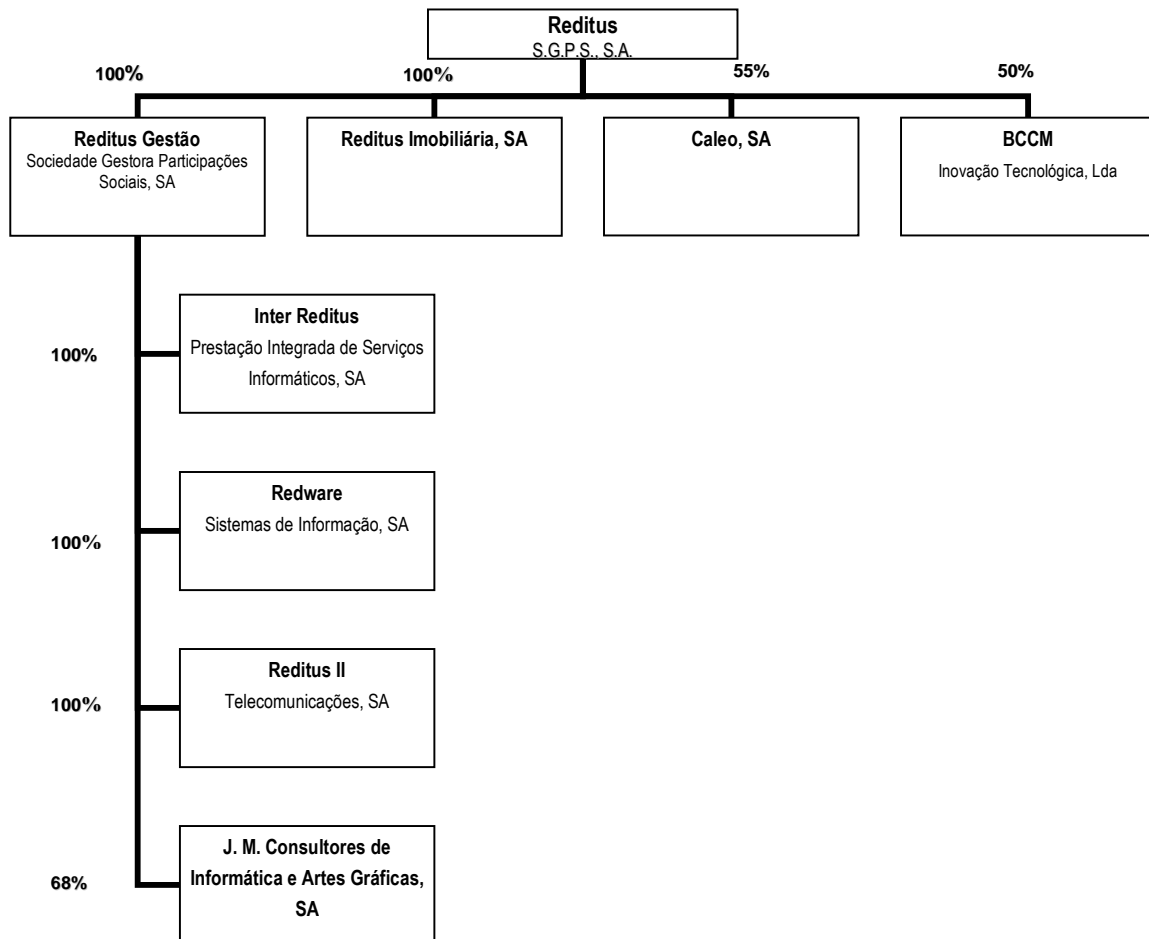 Reditus
S.G.P.S., S.A.
100%
100%
55%
50%
Reditus Gestão
Sociedade Gestora Participações
Sociais, SA
Reditus Imobiliária, SA
Caleo, SA
BCCM
Inovação Tecnológica, Lda
100%
Inter Reditus
Prestação Integrada de Serviços
Informáticos, SA
100%
Redware
Sistemas de Informação, SA
100%
Reditus II
Telecomunicações, SA
68%
J. M. Consultores de
Informática e Artes Gráficas,
SA